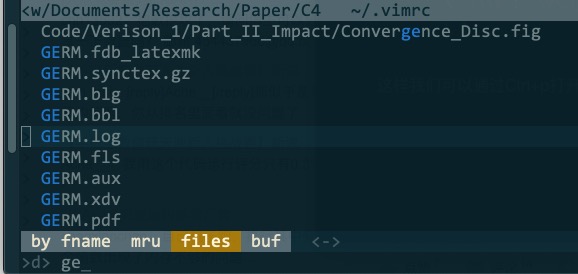 <w/Documents/Research/Paper/C4 ~/.vimrc
Code/Verison_1/Part_II_Impact/Convergence_Disc.fig
GERM.fdb_latexmk
GERM.synctex.gz
GERM.blg
GERM.bbl
GERM.log
GERM.fls
GERM.aux
GERM.xdv
GERM.pdf
by fname mru files buf <->
>d> ge_